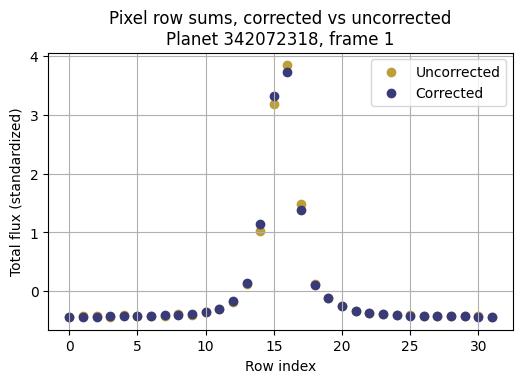 Pixel row sums, corrected vs uncorrected
Planet 342072318, frame 1
Uncorrected
Corrected
Total flux (standardized)
4
3
2
1
0
0 5 10 15 20 25 30
Row index